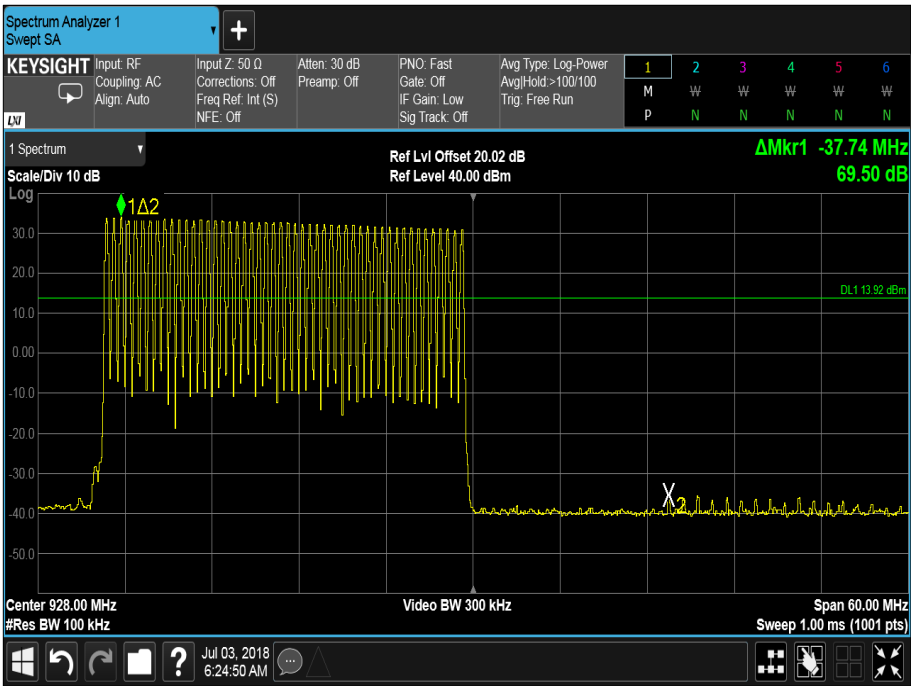 Spectrum Analyzer 1
Swept SA
+
KEYSIGHT
LXI
Input: RF
Coupling: AC
Align: Auto
Input Z: 50 Ω
Corrections: Off
Freq Ref: Int (S)
NFE: Off
Atten: 30 dB
Preamp: Off
PNO: Fast
Gate: Off
IF Gain: Low
Sig Track: Off
Avg Type: Log-Power
Avg|Hold:>100/100
Trig: Free Run
1 2 3 4 5 6
M W W W W W
P N N N N N
1 Spectrum
Scale/Div 10 dB
Log
Ref Lvl Offset 20.02 dB
Ref Level 40.00 dBm
ΔMkr1 -37.74 MHz
69.50 dB
1Δ2
30.0
20.0
DL1 13.92 dBm
10.0
0.00
-10.0
-20.0
-30.0
X2
-40.0
-50.0
Center 928.00 MHz
#Res BW 100 kHz
Video BW 300 kHz
Span 60.00 MHz
Sweep 1.00 ms (1001 pts)
?
Jul 03, 2018
6:24:50 AM